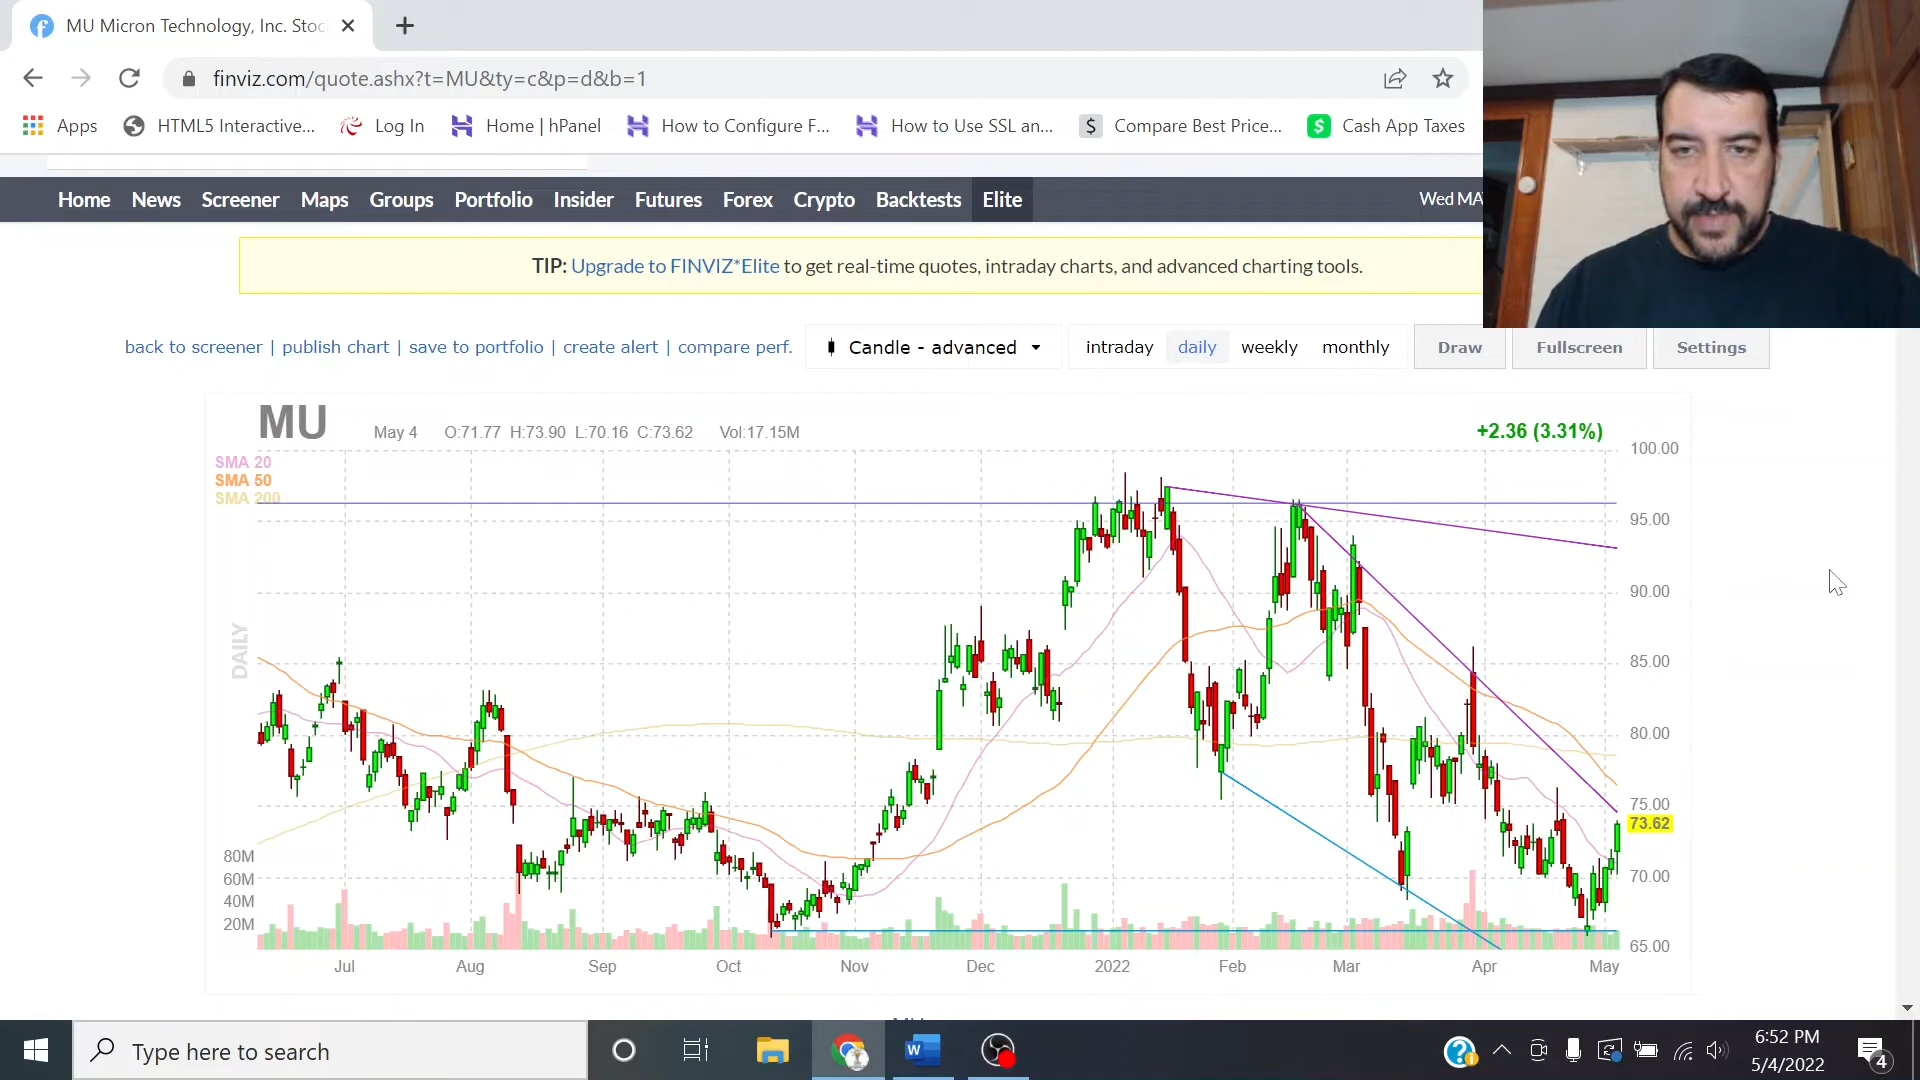 MU Micron Technology, Inc. Stoc
finviz.com/quote.ashx?t=MU&ty=c&p=d&b=1
Apps HTML5 Interactive... Log In Home | hPanel How to Configure F... How to Use SSL an... $ Compare Best Price... $ Cash App Taxes
Home News Screener Maps Groups Portfolio Insider Futures Forex Crypto Backtests Elite Wed MA
TIP: Upgrade to FINVIZ*Elite to get real-time quotes, intraday charts, and advanced charting tools.
back to screener | publish chart | save to portfolio | create alert | compare perf. Candle - advanced intraday daily weekly monthly Draw Fullscreen Settings
MU May 4 O:71.77 H:73.90 L:70.16 C:73.62 Vol:17.15M +2.36 (3.31%)
SMA 20
SMA 50
SMA 200
DAILY
100.00
95.00
90.00
85.00
80.00
75.00
73.62
70.00
65.00
80M
60M
40M
20M
Jul Aug Sep Oct Nov Dec 2022 Feb Mar Apr May
Type here to search
W
6:52 PM
5/4/2022
4